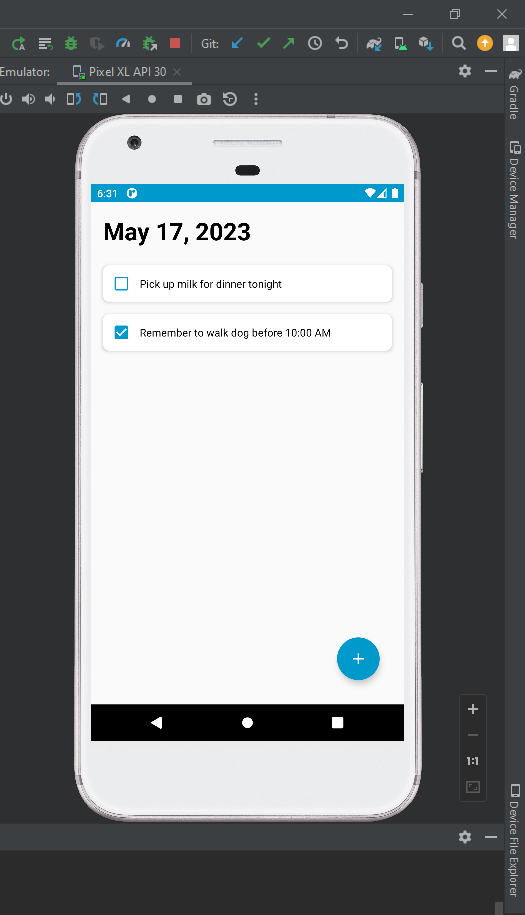 Git:
Emulator:
Pixel XL API 30
Gradle
Device Manager
6:31
May 17, 2023
Pick up milk for dinner tonight
Remember to walk dog before 10:00 AM
1:1
Device File Explorer